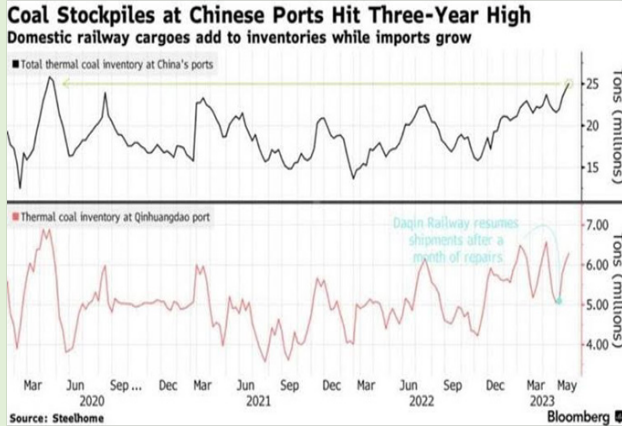 Coal Stockpiles at Chinese Ports Hit Three-Year High
Domestic railway cargoes add to inventories while imports grow
Total thermal coal inventory at China's ports
25
20
15
Tons (millions)
Thermal coal inventory at Qinhuangdao port
Daqin Railway resumes
shipments after a
month of repairs
7.00
6.00
5.00
4.00
Tons (millions)
Mar Jun Sep... Dec Mar Jun Sep Dec Mar Jun Sep Dec Mar May
2020 2021 2022 2023
Source: Steelhome
Bloomberg